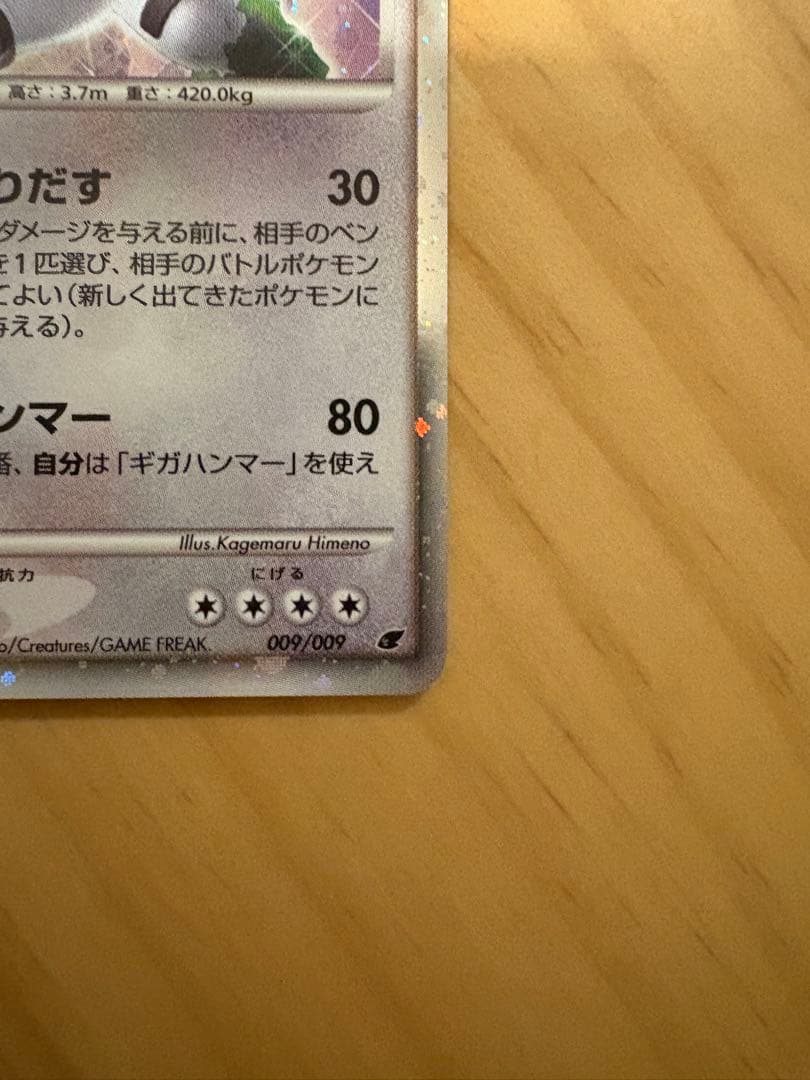 高さ：3.7m 重さ：420.0kg
りだす 30
ダメージを与える前に、相手のベン
を1匹選び、相手のバトルポケモン
てよい（新しく出てきたポケモンに
与える）。
ンマー 80
番、自分は「ギガハンマー」を使え
Illus.Kagemaru Himeno
抗力 にげる
o/Creatures/GAME FREAK. 009/009